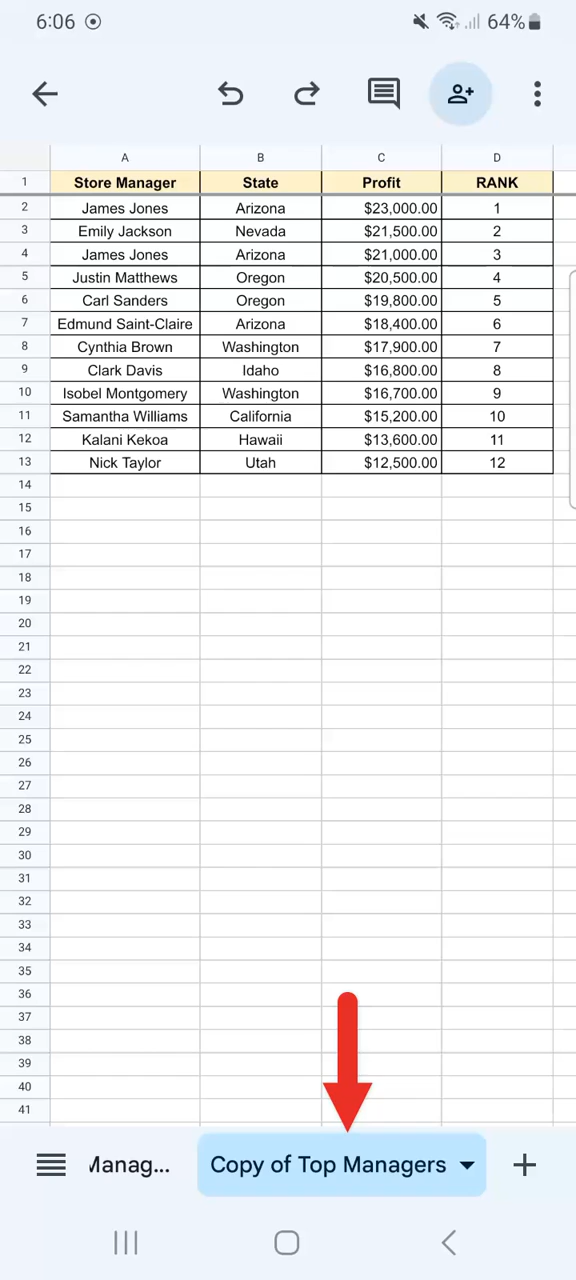 6:06 64%
A B C D
1 Store Manager State Profit RANK
2 James Jones Arizona $23,000.00 1
3 Emily Jackson Nevada $21,500.00 2
4 James Jones Arizona $21,000.00 3
5 Justin Matthews Oregon $20,500.00 4
6 Carl Sanders Oregon $19,800.00 5
7 Edmund Saint-Claire Arizona $18,400.00 6
8 Cynthia Brown Washington $17,900.00 7
9 Clark Davis Idaho $16,800.00 8
10 Isobel Montgomery Washington $16,700.00 9
11 Samantha Williams California $15,200.00 10
12 Kalani Kekoa Hawaii $13,600.00 11
13 Nick Taylor Utah $12,500.00 12
14
15
16
17
18
19
20
21
22
23
24
25
26
27
28
29
30
31
32
33
34
35
36
37
38
39
40
41
Manag... Copy of Top Managers